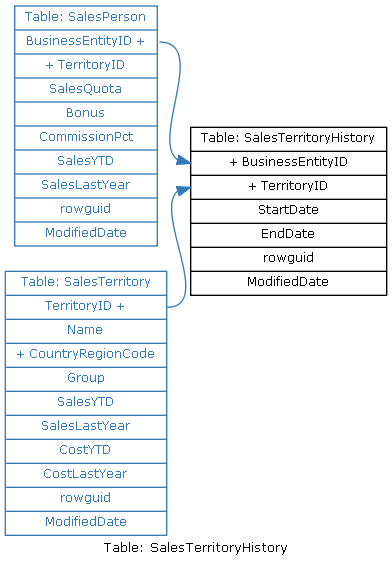 Table: SalesPerson
BusinessEntityID +
+ TerritoryID
SalesQuota
Bonus
CommissionPct
SalesYTD
SalesLastYear
rowguid
ModifiedDate
Table: SalesTerritoryHistory
+ BusinessEntityID
+ TerritoryID
StartDate
EndDate
rowguid
ModifiedDate
Table: SalesTerritory
TerritoryID +
Name
+ CountryRegionCode
Group
SalesYTD
SalesLastYear
CostYTD
CostLastYear
rowguid
ModifiedDate
Table: SalesTerritoryHistory